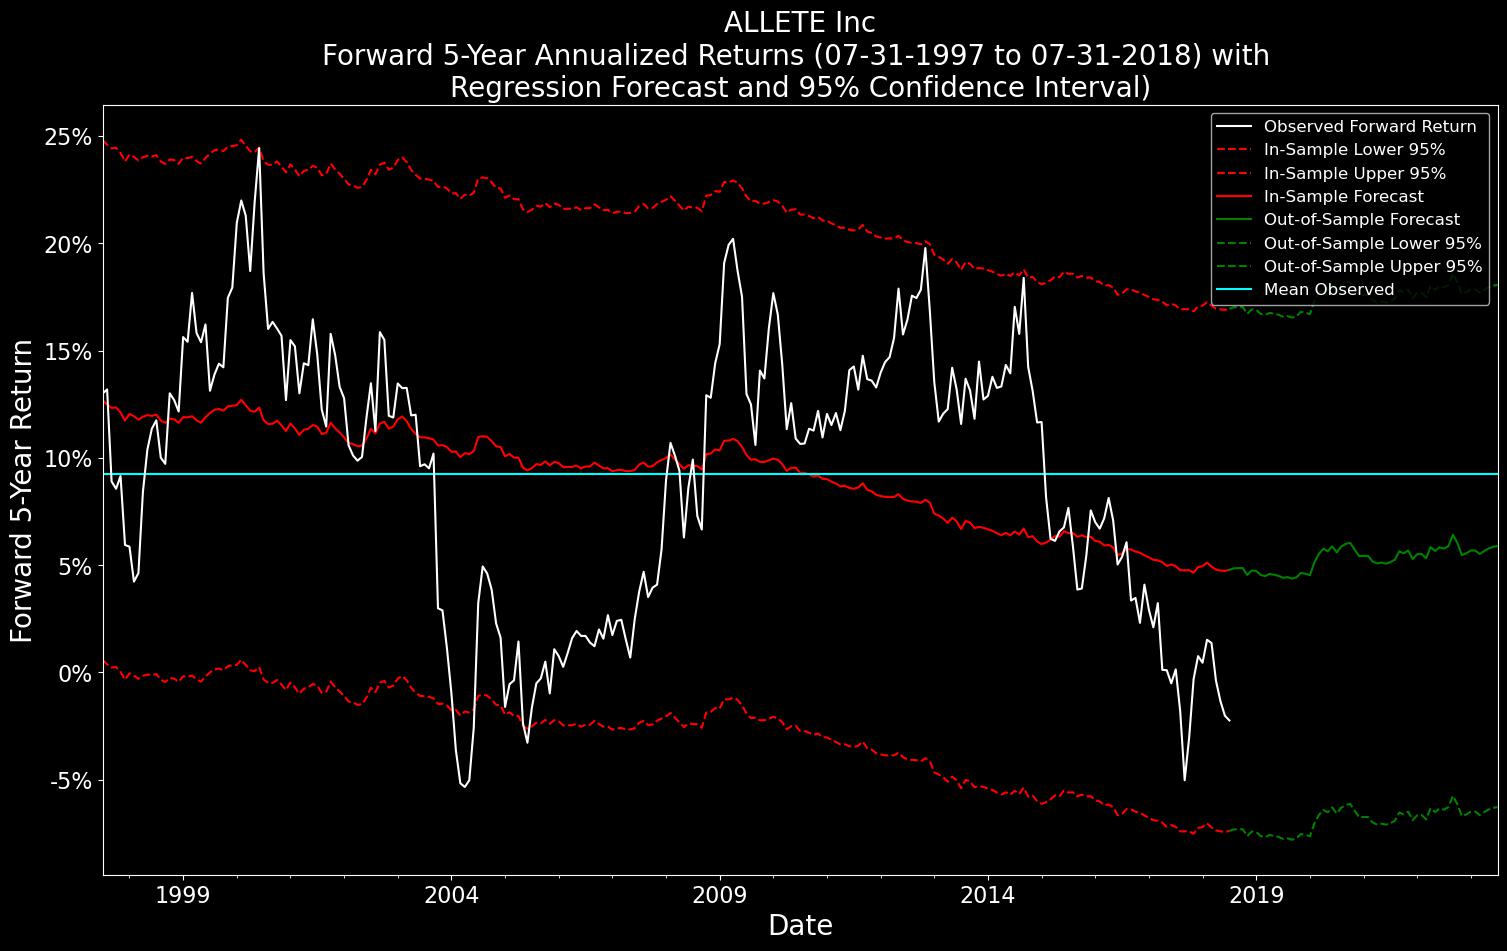 ALLETE Inc
Forward 5-Year Annualized Returns (07-31-1997 to 07-31-2018) with
Regression Forecast and 95% Confidence Interval)
Forward 5-Year Return
25%
20%
15%
10%
5%
0%
-5%
Observed Forward Return
In-Sample Lower 95%
In-Sample Upper 95%
In-Sample Forecast
Out-of-Sample Forecast
Out-of-Sample Lower 95%
Out-of-Sample Upper 95%
Mean Observed
1999
2004
2009
2014
2019
Date